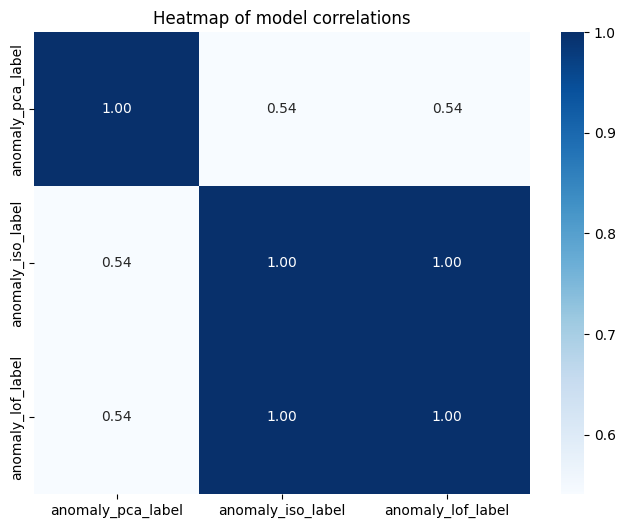 Heatmap of model correlations
anomaly_pca_label
1.00 0.54 0.54
anomaly_iso_label
0.54 1.00 1.00
anomaly_lof_label
0.54 1.00 1.00
anomaly_pca_label anomaly_iso_label anomaly_lof_label
1.0
0.9
0.8
0.7
0.6